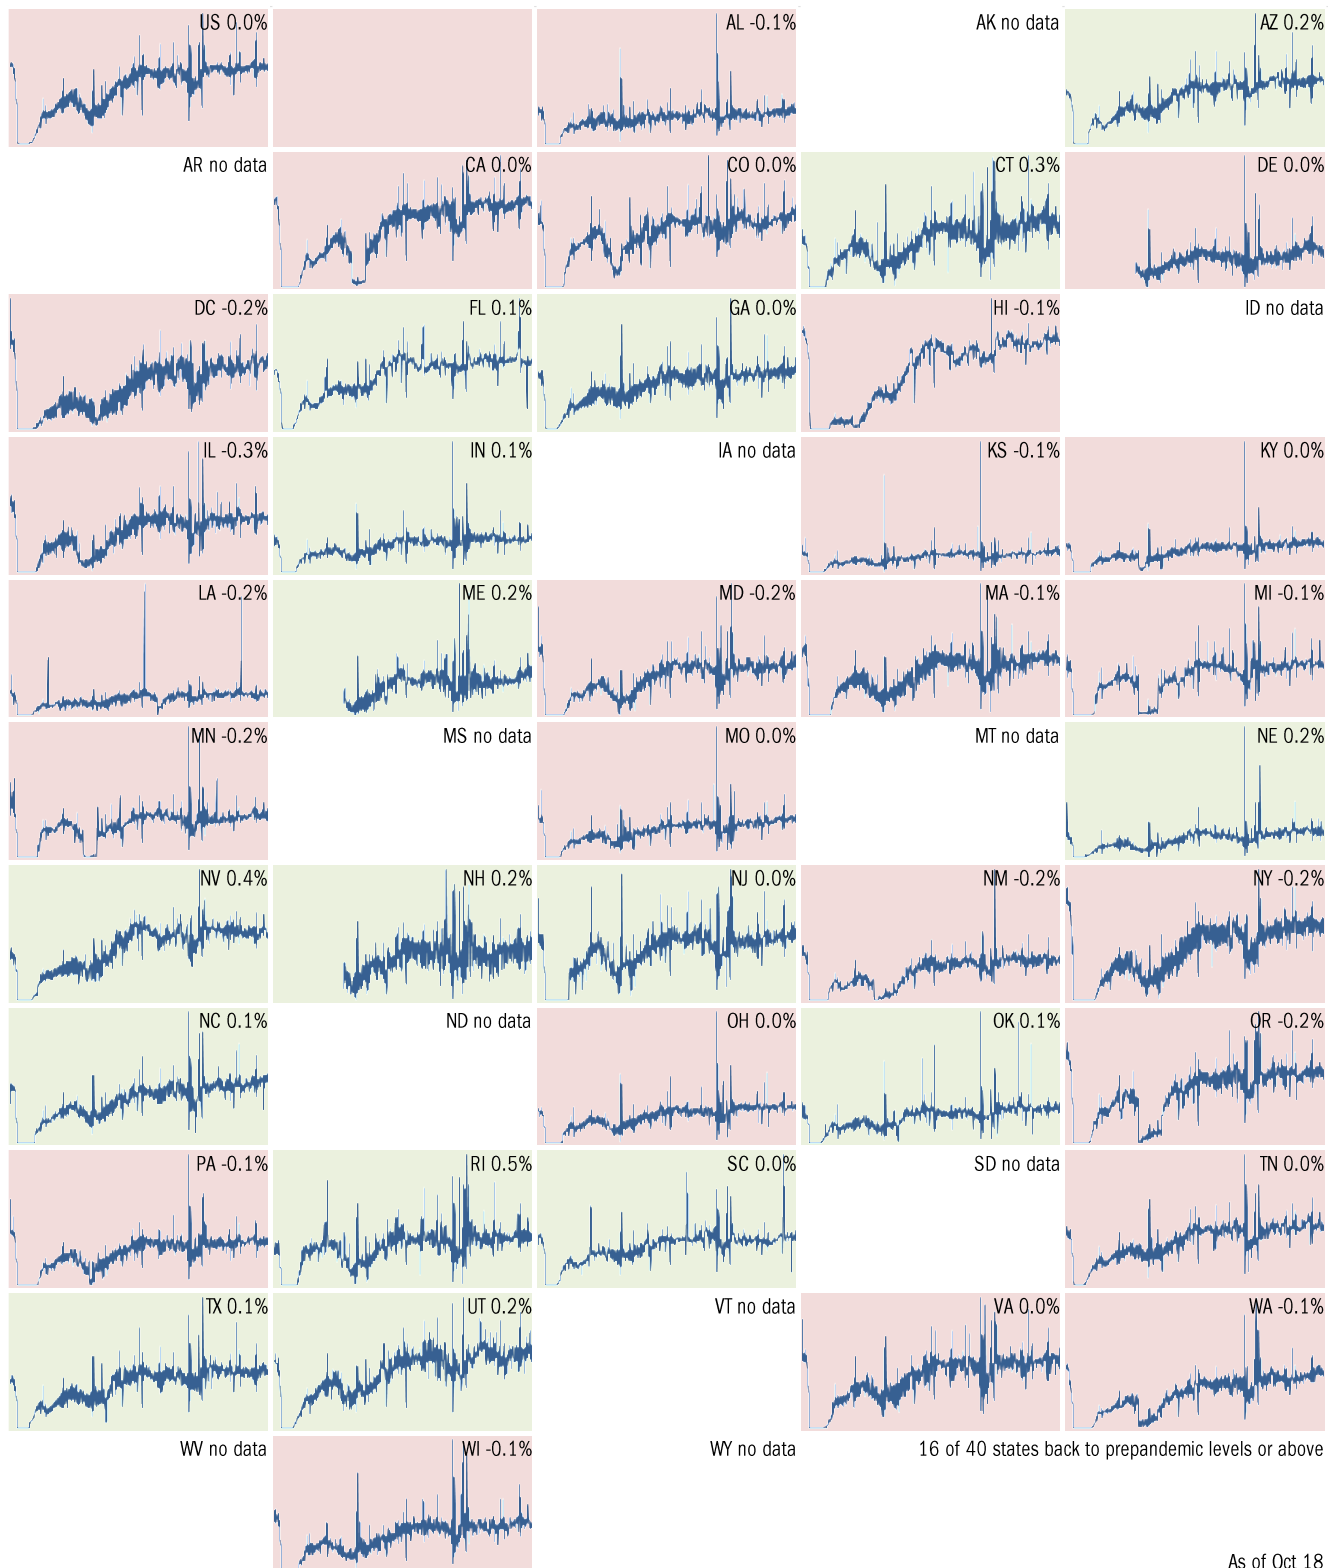 US 0.0%
AL -0.1%
AK no data
AZ 0.2%
AR no data
CA 0.0%
CO 0.0%
CT 0.3%
DE 0.0%
DC -0.2%
FL 0.1%
GA 0.0%
HI -0.1%
ID no data
IL -0.3%
IN 0.1%
IA no data
KS -0.1%
KY 0.0%
LA -0.2%
ME 0.2%
MD -0.2%
MA -0.1%
MI -0.1%
MN -0.2%
MS no data
MO 0.0%
MT no data
NE 0.2%
NV 0.4%
NH 0.2%
NJ 0.0%
NM -0.2%
NY -0.2%
NC 0.1%
ND no data
OH 0.0%
OK 0.1%
OR -0.2%
PA -0.1%
RI 0.5%
SC 0.0%
SD no data
TN 0.0%
TX 0.1%
UT 0.2%
VT no data
VA 0.0%
WA -0.1%
WV no data
WI -0.1%
WY no data
16 of 40 states back to prepandemic levels or above
As of Oct 18